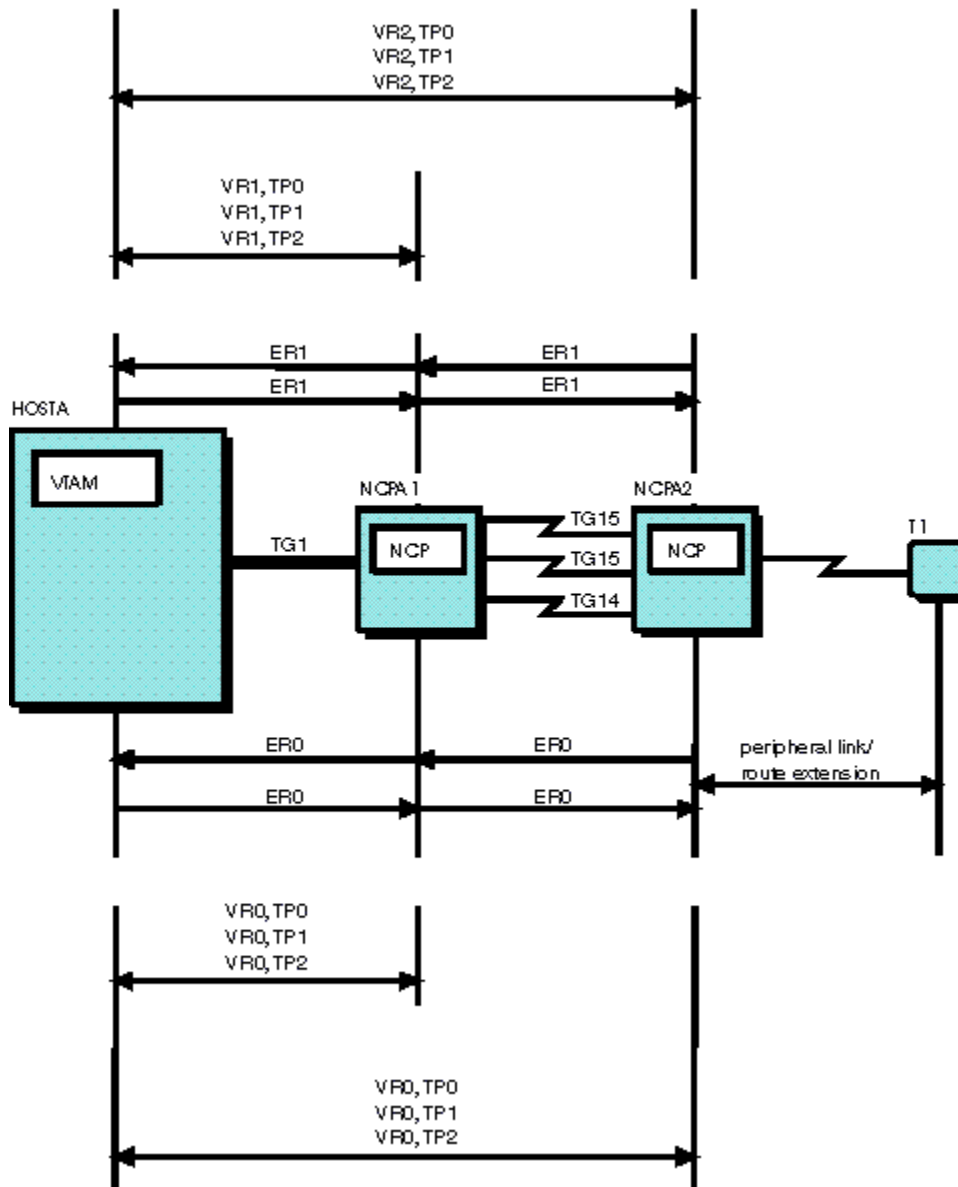 VR2, TP0
VR2, TP1
VR2, TP2
VR1, TP0
VR1, TP1
VR1, TP2
ER1
ER1
ER1
ER1
HOSTA
VTAM
NCPA1
NCPA2
NCP
NCP
T1
TG1
TG15
TG15
TG14
ER0
ER0
ER0
ER0
peripheral link/
route extension
VR0, TP0
VR0, TP1
VR0, TP2
VR0, TP0
VR0, TP1
VR0, TP2